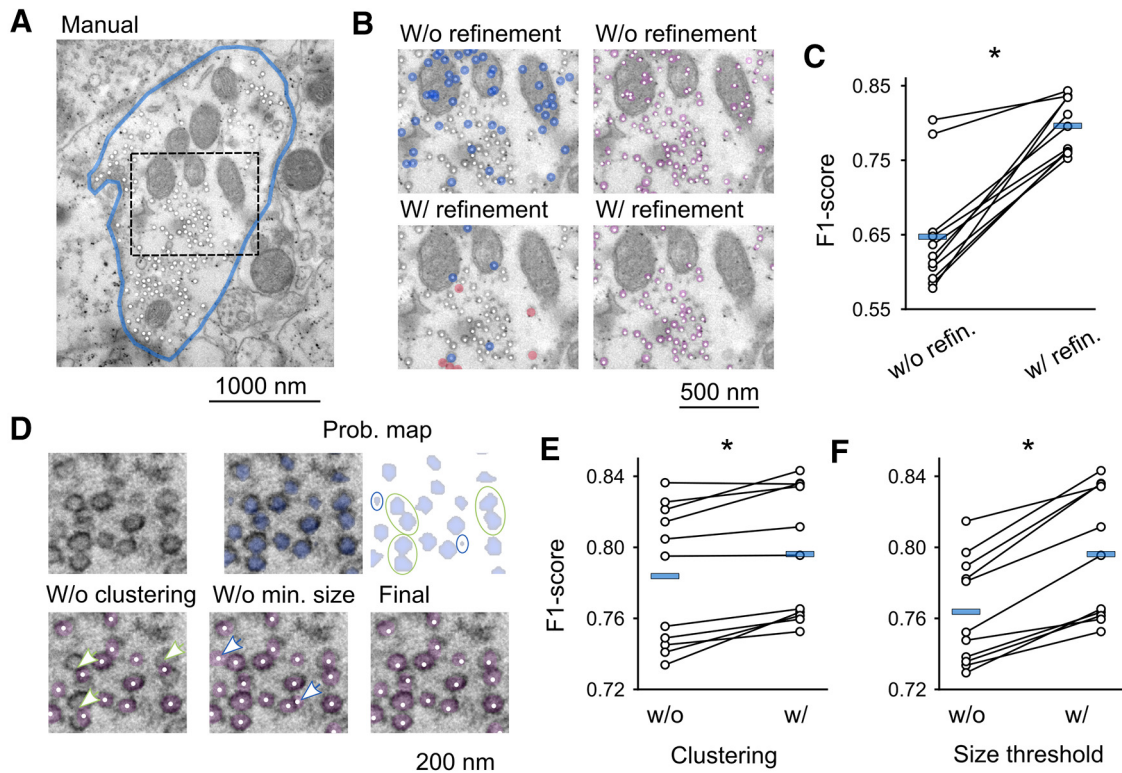 A
Manual
1000 nm
B
W/o refinement
W/o refinement
W/ refinement
W/ refinement
500 nm
C
*
F1-score
0.85
0.75
0.65
0.55
w/o refin.
w/ refin.
D
Prob. map
W/o clustering
W/o min. size
Final
200 nm
E
*
F1-score
0.84
0.80
0.76
0.72
w/o
w/
Clustering
F
*
0.84
0.80
0.76
0.72
w/o
w/
Size threshold